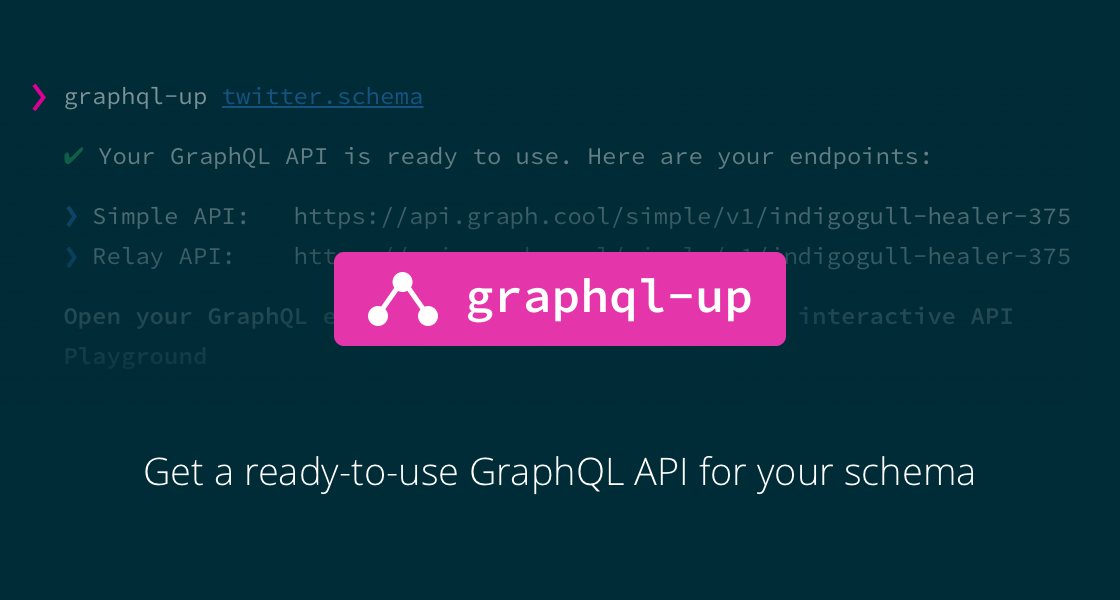 ❯ graphql-up twitter.schema
✔ Your GraphQL API is ready to use. Here are your endpoints:
❯ Simple API: https://api.graph.cool/simple/v1/indigogull-healer-375
❯ Relay API: indigogull-healer-375
graphql-up
Open your GraphQL interactive API
Playground
Get a ready-to-use GraphQL API for your schema